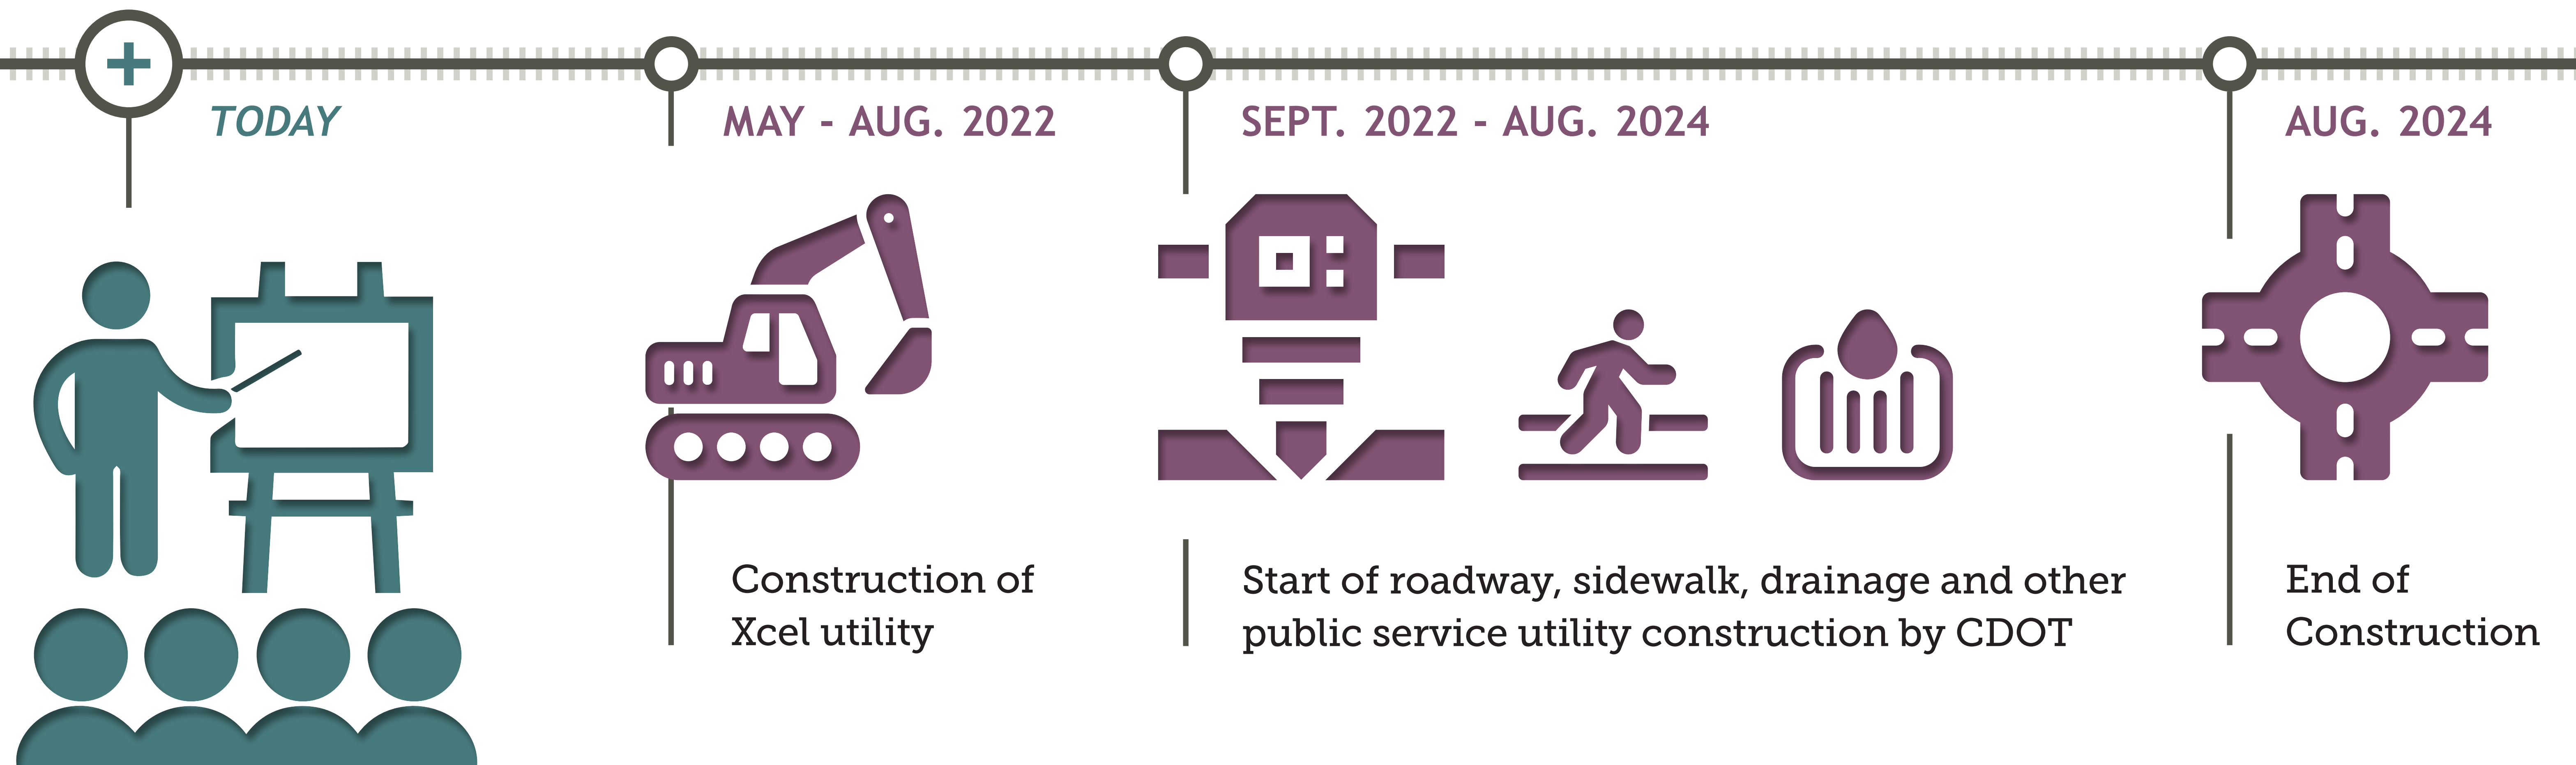 TODAY
MAY - AUG. 2022
SEPT. 2022 - AUG. 2024
AUG. 2024
Construction of
Xcel utility
Start of roadway, sidewalk, drainage and other
public service utility construction by CDOT
End of
Construction